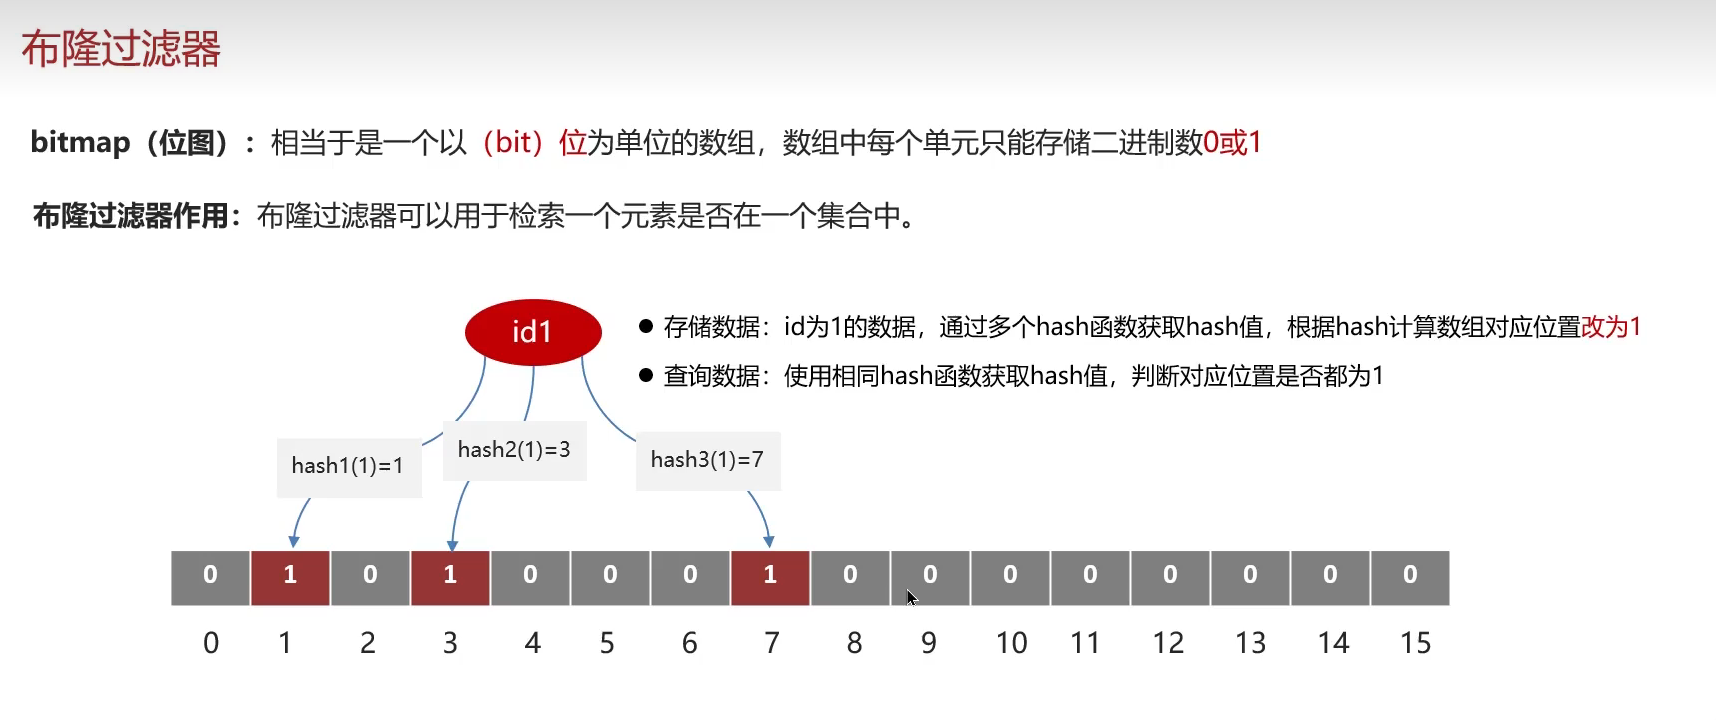 布隆过滤器
bitmap（位图）：相当于是一个以（bit）位为单位的数组，数组中每个单元只能存储二进制数0或1
布隆过滤器作用：布隆过滤器可以用于检索一个元素是否在一个集合中。
id1
● 存储数据：id为1的数据，通过多个hash函数获取hash值，根据hash计算数组对应位置改为1
● 查询数据：使用相同hash函数获取hash值，判断对应位置是否都为1
hash1(1)=1 hash2(1)=3 hash3(1)=7
0 1 0 1 0 0 0 1 0 0 0 0 0 0 0 0
0 1 2 3 4 5 6 7 8 9 10 11 12 13 14 15